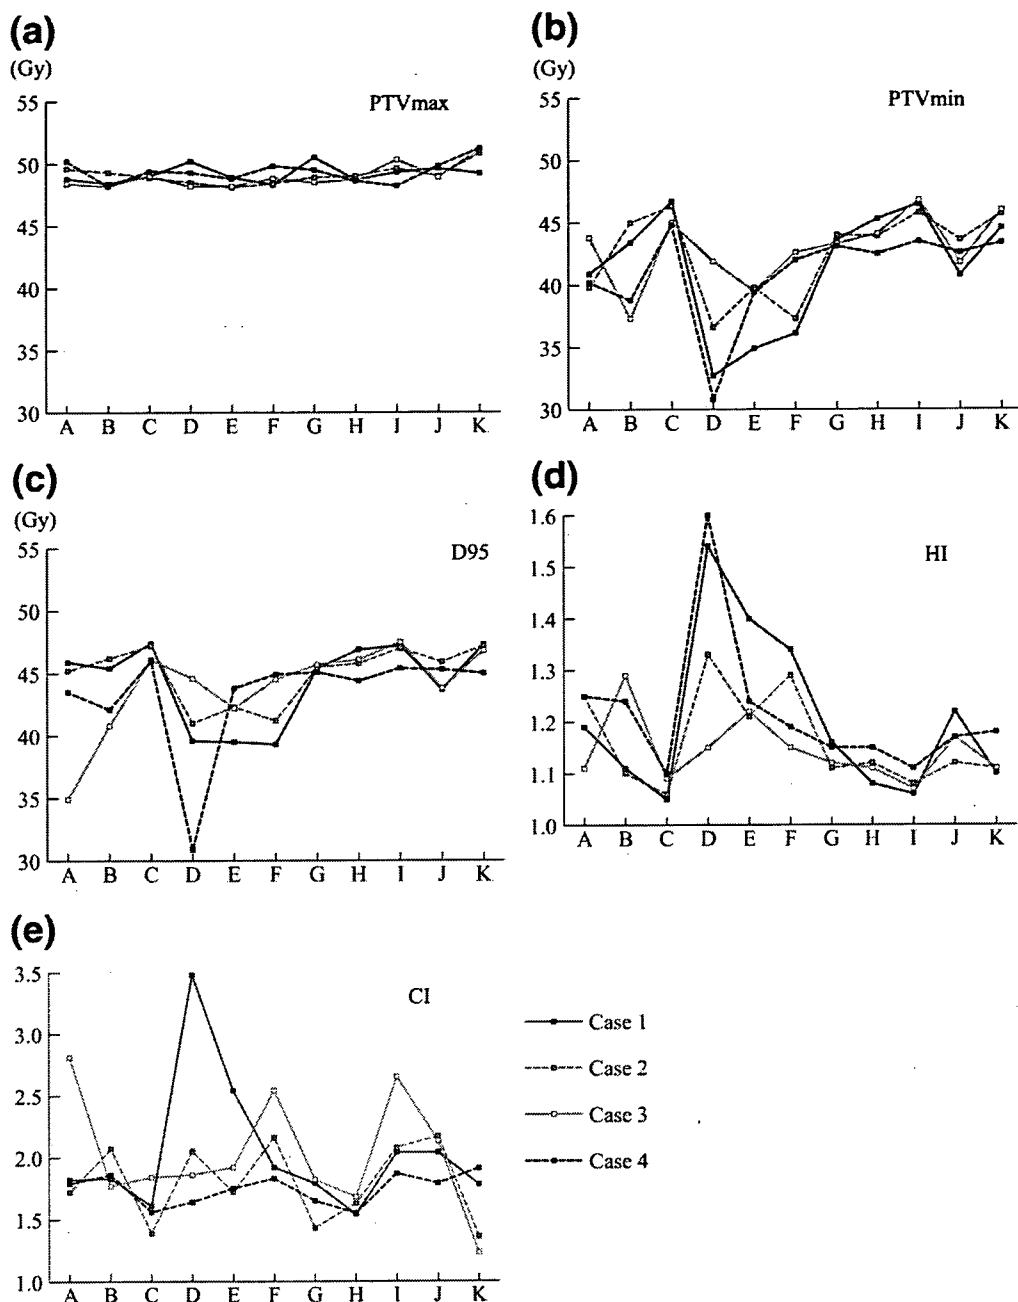 (a)
(Gy)
PTVmax
55
50
45
40
35
30
A B C D E F G H I J K
(b)
(Gy)
PTVmin
55
50
45
40
35
30
A B C D E F G H I J K
(c)
(Gy)
D95
55
50
45
40
35
30
A B C D E F G H I J K
(d)
HI
1.6
1.5
1.4
1.3
1.2
1.1
1.0
A B C D E F G H I J K
(e)
CI
3.5
3.0
2.5
2.0
1.5
1.0
A B C D E F G H I J K
Case 1
Case 2
Case 3
Case 4